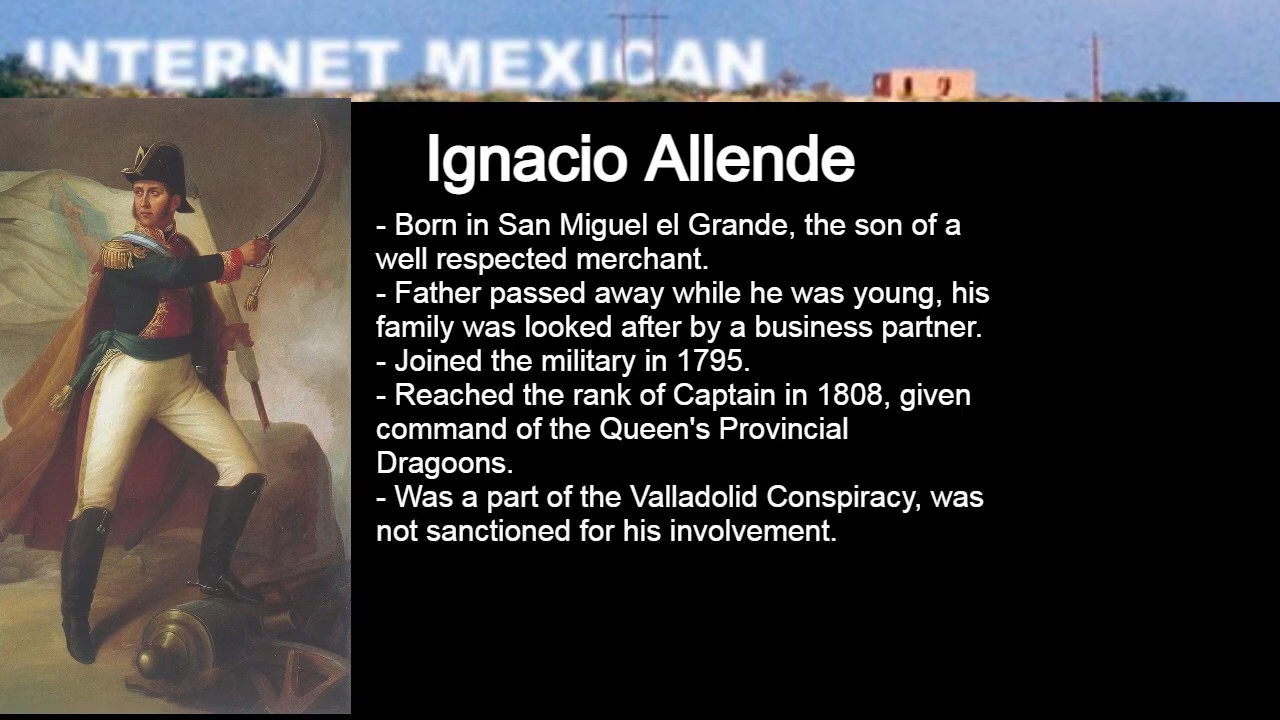 INTERNET MEXICAN
Ignacio Allende
- Born in San Miguel el Grande, the son of a
well respected merchant.
- Father passed away while he was young, his
family was looked after by a business partner.
- Joined the military in 1795.
- Reached the rank of Captain in 1808, given
command of the Queen's Provincial
Dragoons.
- Was a part of the Valladolid Conspiracy, was
not sanctioned for his involvement.